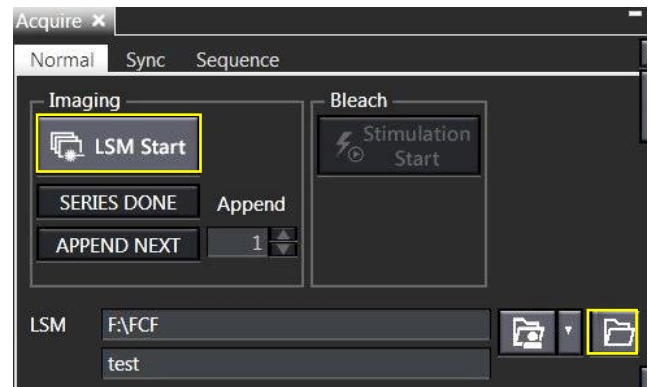 Acquire
Normal Sync Sequence
Imaging
Bleach
LSM Start
Stimulation Start
SERIES DONE
Append
APPEND NEXT
1
LSM
F:\FCF
test